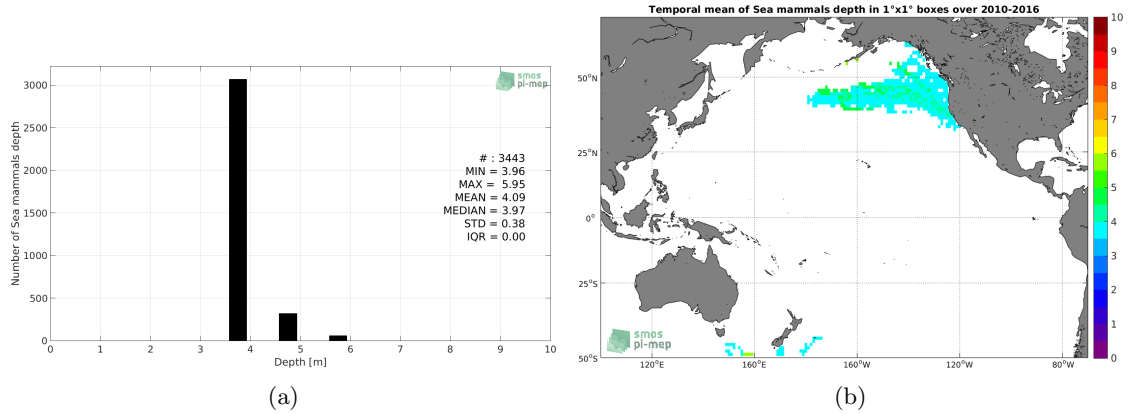 Number of Sea mammals depth
3000
2500
2000
1500
1000
500
0
smos
pi-mep
# : 3443
MIN = 3.96
MAX = 5.95
MEAN = 4.09
MEDIAN = 3.97
STD = 0.38
IQR = 0.00
0 1 2 3 4 5 6 7 8 9 10
Depth [m]
(a)
Temporal mean of Sea mammals depth in 1°x1° boxes over 2010-2016
50°N
25°N
0°
25°S
50°S
smos
pi-mep
120°E 160°E 160°W 120°W 80°W
10
9
8
7
6
5
4
3
2
1
0
(b)